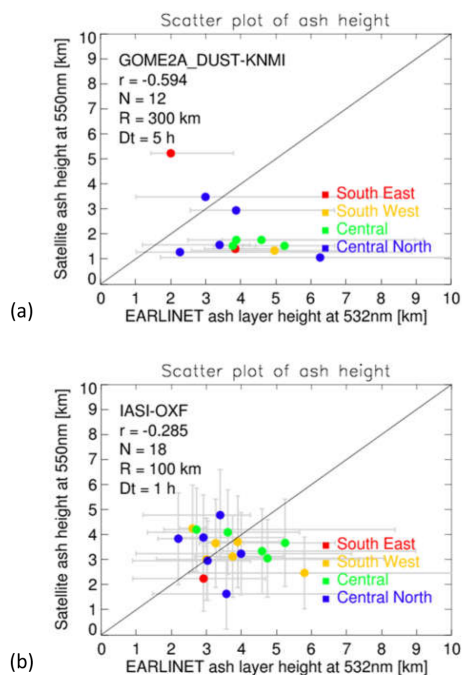 Scatter plot of ash height
Satellite ash height at 550nm [km]
10
9
8
7
6
5
4
3
2
1
0
GOME2A_DUST-KNMI
r = -0.594
N = 12
R = 300 km
Dt = 5 h
South East
South West
Central
Central North
0 1 2 3 4 5 6 7 8 9 10
EARLINET ash layer height at 532nm [km]
(a)
Scatter plot of ash height
Satellite ash height at 550nm [km]
10
9
8
7
6
5
4
3
2
1
0
IASI-OXF
r = -0.285
N = 18
R = 100 km
Dt = 1 h
South East
South West
Central
Central North
0 1 2 3 4 5 6 7 8 9 10
EARLINET ash layer height at 532nm [km]
(b)